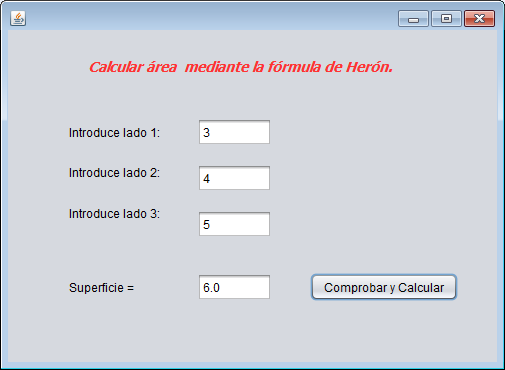 Calcular área mediante la fórmula de Herón.
Introduce lado 1: 3
Introduce lado 2: 4
Introduce lado 3: 5
Superficie = 6.0 Comprobar y Calcular